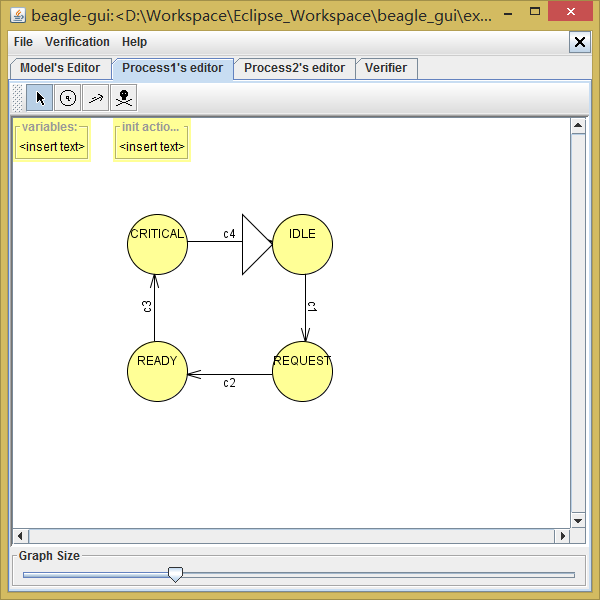 beagle-gui:<D:\Workspace\Eclipse_Workspace\beagle_gui\ex...
File Verification Help
Model's Editor Process1's editor Process2's editor Verifier
variables: init actio...
<insert text> <insert text>
CRITICAL c4 IDLE
c3 c1
READY REQUEST
c2
Graph Size